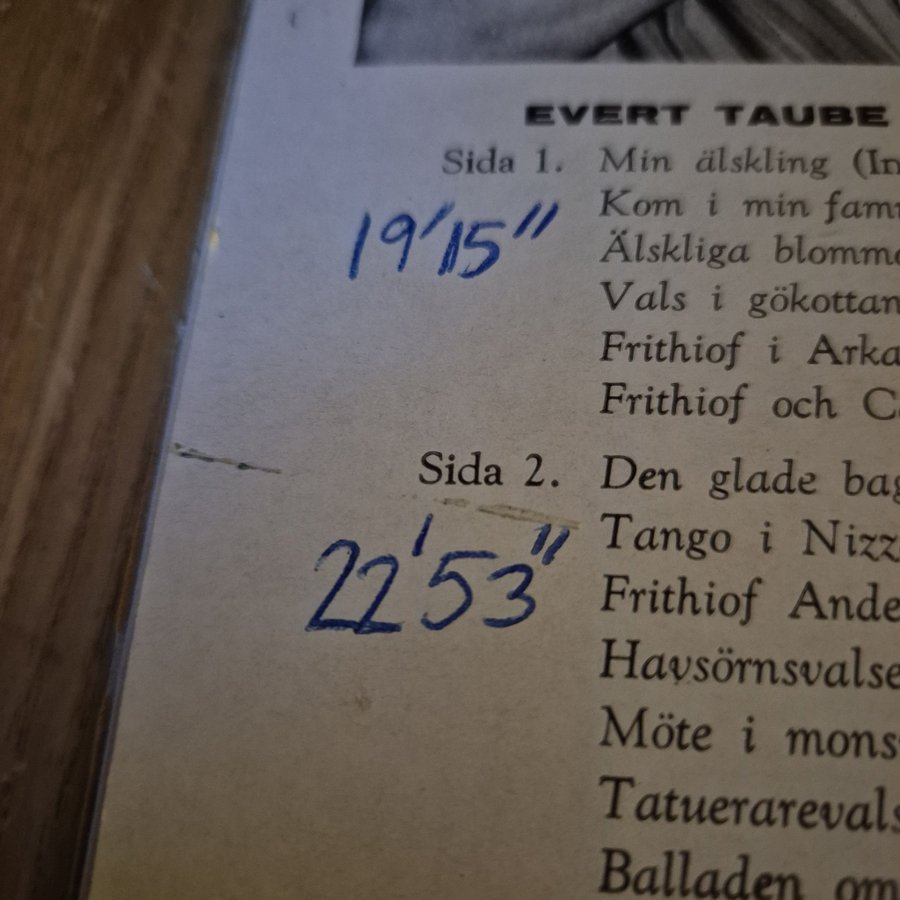 EVERT TAUBE
Sida 1. Min älskling (In
Kom i min fam
19'15"
Älskliga blomm
Vals i gökottan
Frithiof i Arka
Frithiof och C
Sida 2. Den glade bag
Tango i Nizz
22'53"
Frithiof Ande
Havsörnsvalse
Möte i mons
Tatuerarevals
Balladen om